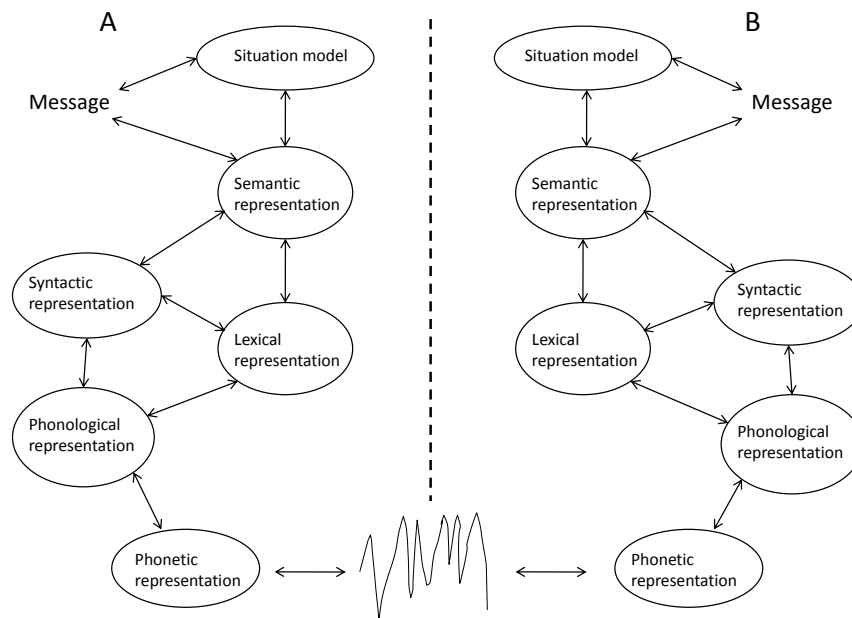 A
B
Situation model
Situation model
Message
Message
Semantic
representation
Semantic
representation
Syntactic
representation
Syntactic
representation
Lexical
representation
Lexical
representation
Phonological
representation
Phonological
representation
Phonetic
representation
Phonetic
representation